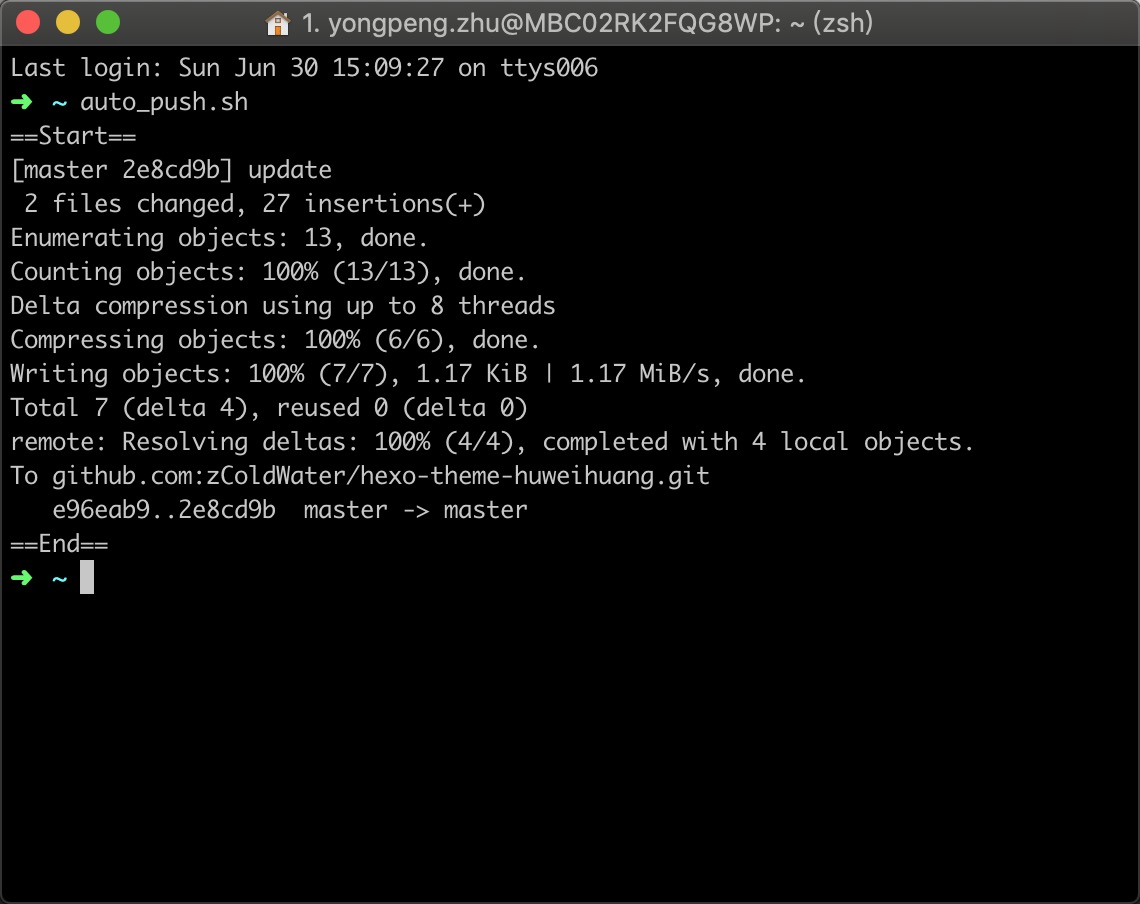 1. yongpeng.zhu@MBC02RK2FQG8WP: ~ (zsh)
Last login: Sun Jun 30 15:09:27 on ttys006
➜ ~ auto_push.sh
==Start==
[master 2e8cd9b] update
 2 files changed, 27 insertions(+)
Enumerating objects: 13, done.
Counting objects: 100% (13/13), done.
Delta compression using up to 8 threads
Compressing objects: 100% (6/6), done.
Writing objects: 100% (7/7), 1.17 KiB | 1.17 MiB/s, done.
Total 7 (delta 4), reused 0 (delta 0)
remote: Resolving deltas: 100% (4/4), completed with 4 local objects.
To github.com:zColdWater/hexo-theme-huweihuang.git
   e96eab9..2e8cd9b  master -> master
==End==
➜ ~